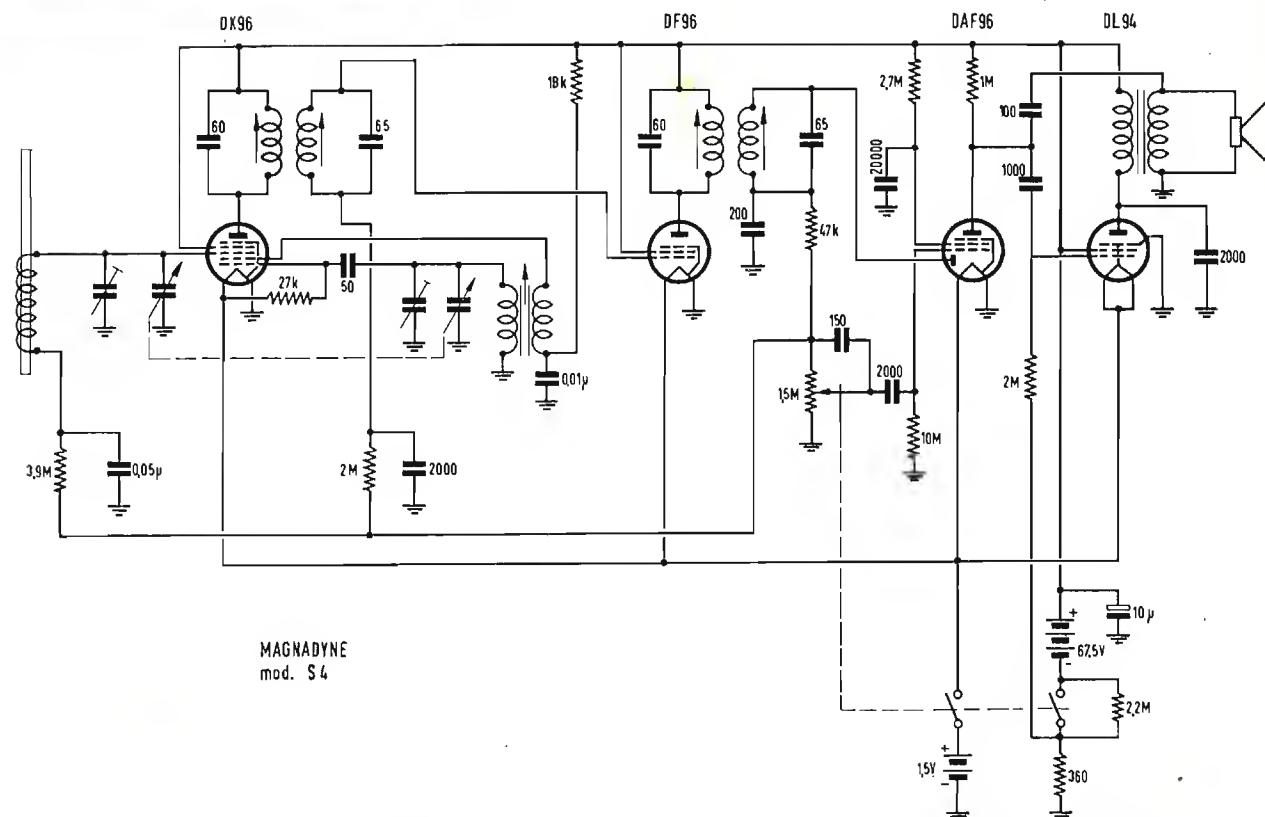 DK96
DF96
DAF96
DL94
18k
2,7M
1M
60
65
60
65
100
20000
1000
200
47k
27k
50
2000
150
0,01µ
1,5M
2000
2M
10M
3,9M
0,05µ
2M
2000
10µ
+
67,5V
-
MAGNADYNE
mod. S4
2,2M
+
1,5V
-
360